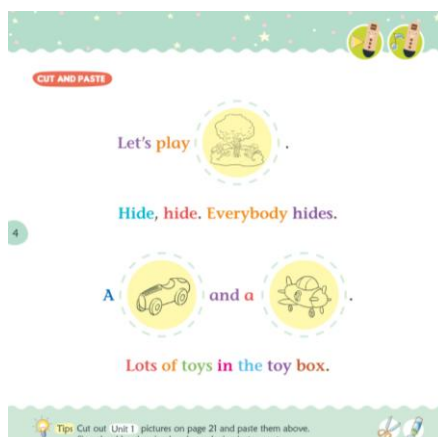 CUT AND PASTE
Let's play .
Hide, hide. Everybody hides.
4
A and a .
Lots of toys in the toy box.
Tips Cut out Unit 1 pictures on page 21 and paste them above.